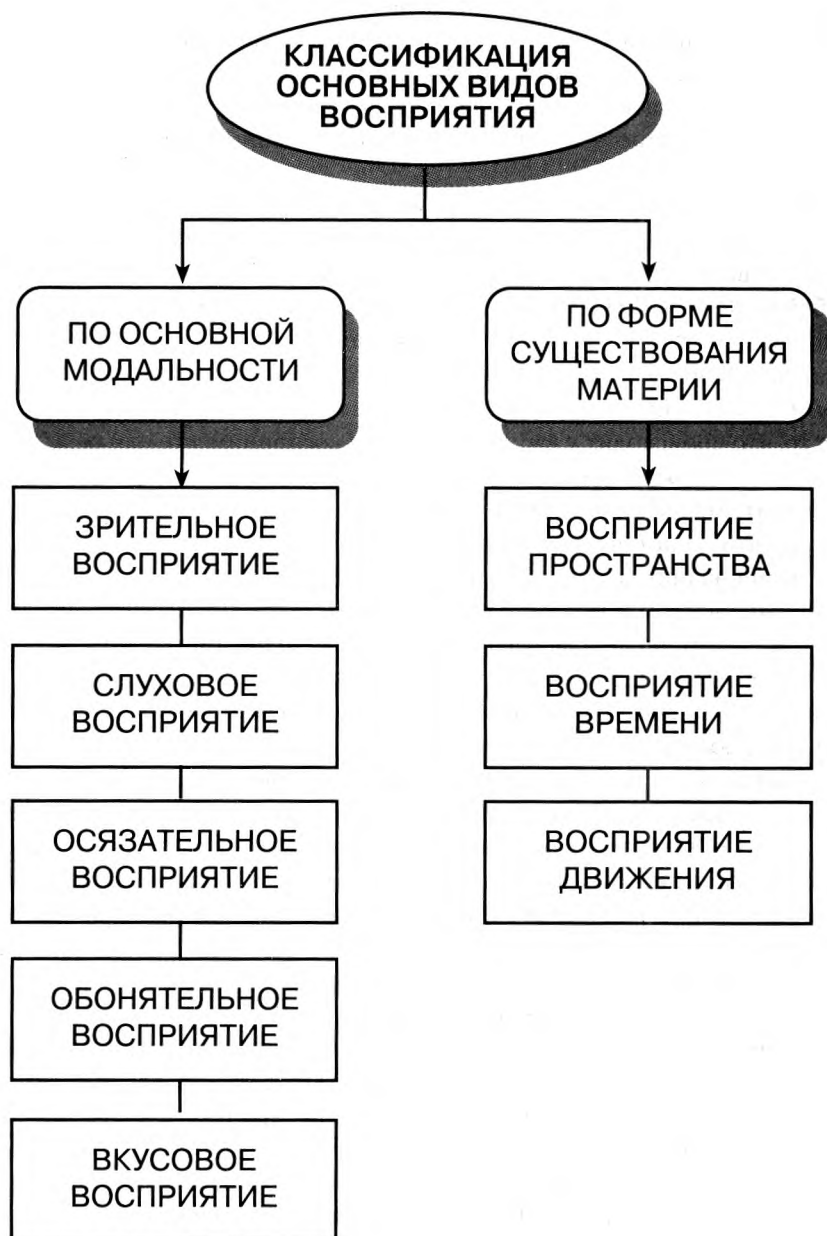 КЛАССИФИКАЦИЯ
ОСНОВНЫХ ВИДОВ
ВОСПРИЯТИЯ
ПО ОСНОВНОЙ
МОДАЛЬНОСТИ
ЗРИТЕЛЬНОЕ
ВОСПРИЯТИЕ
СЛУХОВОЕ
ВОСПРИЯТИЕ
ОСЯЗАТЕЛЬНОЕ
ВОСПРИЯТИЕ
ОБОНЯТЕЛЬНОЕ
ВОСПРИЯТИЕ
ВКУСОВОЕ
ВОСПРИЯТИЕ
ПО ФОРМЕ
СУЩЕСТВОВАНИЯ
МАТЕРИИ
ВОСПРИЯТИЕ
ПРОСТРАНСТВА
ВОСПРИЯТИЕ
ВРЕМЕНИ
ВОСПРИЯТИЕ
ДВИЖЕНИЯ